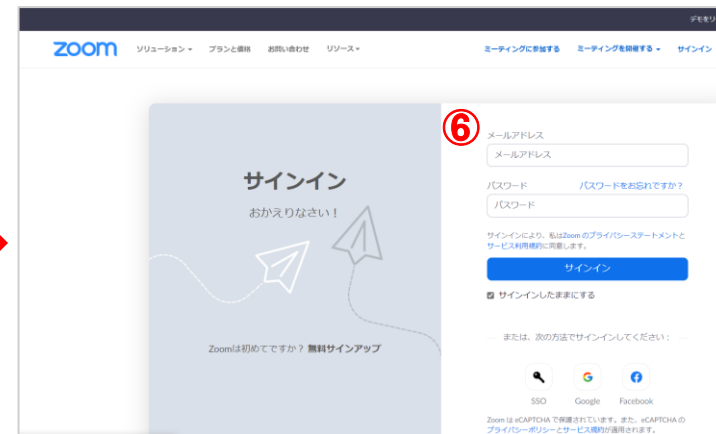 デモをリ
zoom ソリューション プランと価格 お問い合わせ リソース ミーティングに参加する ミーティングを開催する サインイン
⑥
メールアドレス
メールアドレス
サインイン
おかえりなさい！
パスワード パスワードをお忘れですか？
パスワード
サインインにより、私はZoom のプライバシーステートメントと
サービス利用規約に同意します。
サインイン
サインインしたままにする
または、次の方法でサインインしてください：
Zoomは初めてですか？ 無料サインアップ
SSO Google Facebook
Zoom は eCAPTCHA で保護されています。また、eCAPTCHA の
プライバシーポリシーとサービス規約が適用されます。